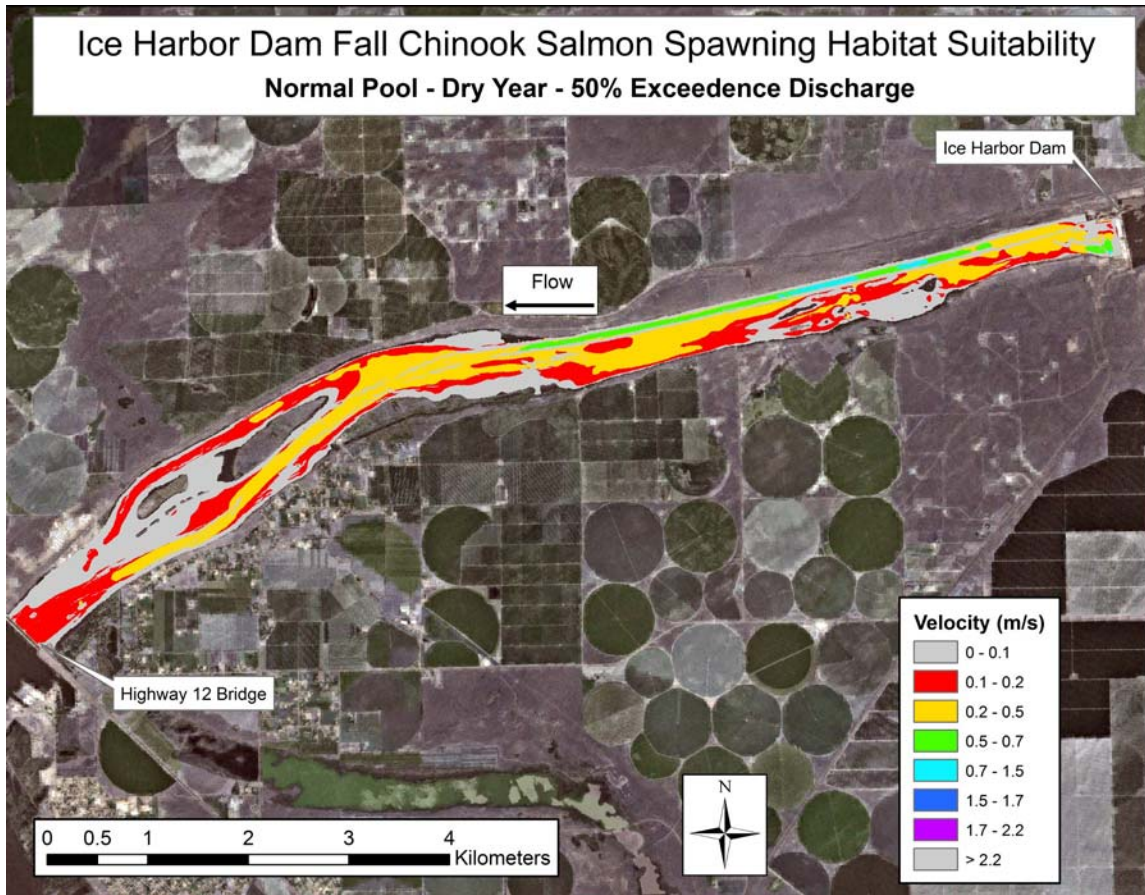 Ice Harbor Dam Fall Chinook Salmon Spawning Habitat Suitability
Normal Pool - Dry Year - 50% Exceedence Discharge
Ice Harbor Dam
Flow
Highway 12 Bridge
Velocity (m/s)
0 - 0.1
0.1 - 0.2
0.2 - 0.5
0.5 - 0.7
0.7 - 1.5
1.5 - 1.7
1.7 - 2.2
> 2.2
N
0 0.5 1 2 3 4
Kilometers